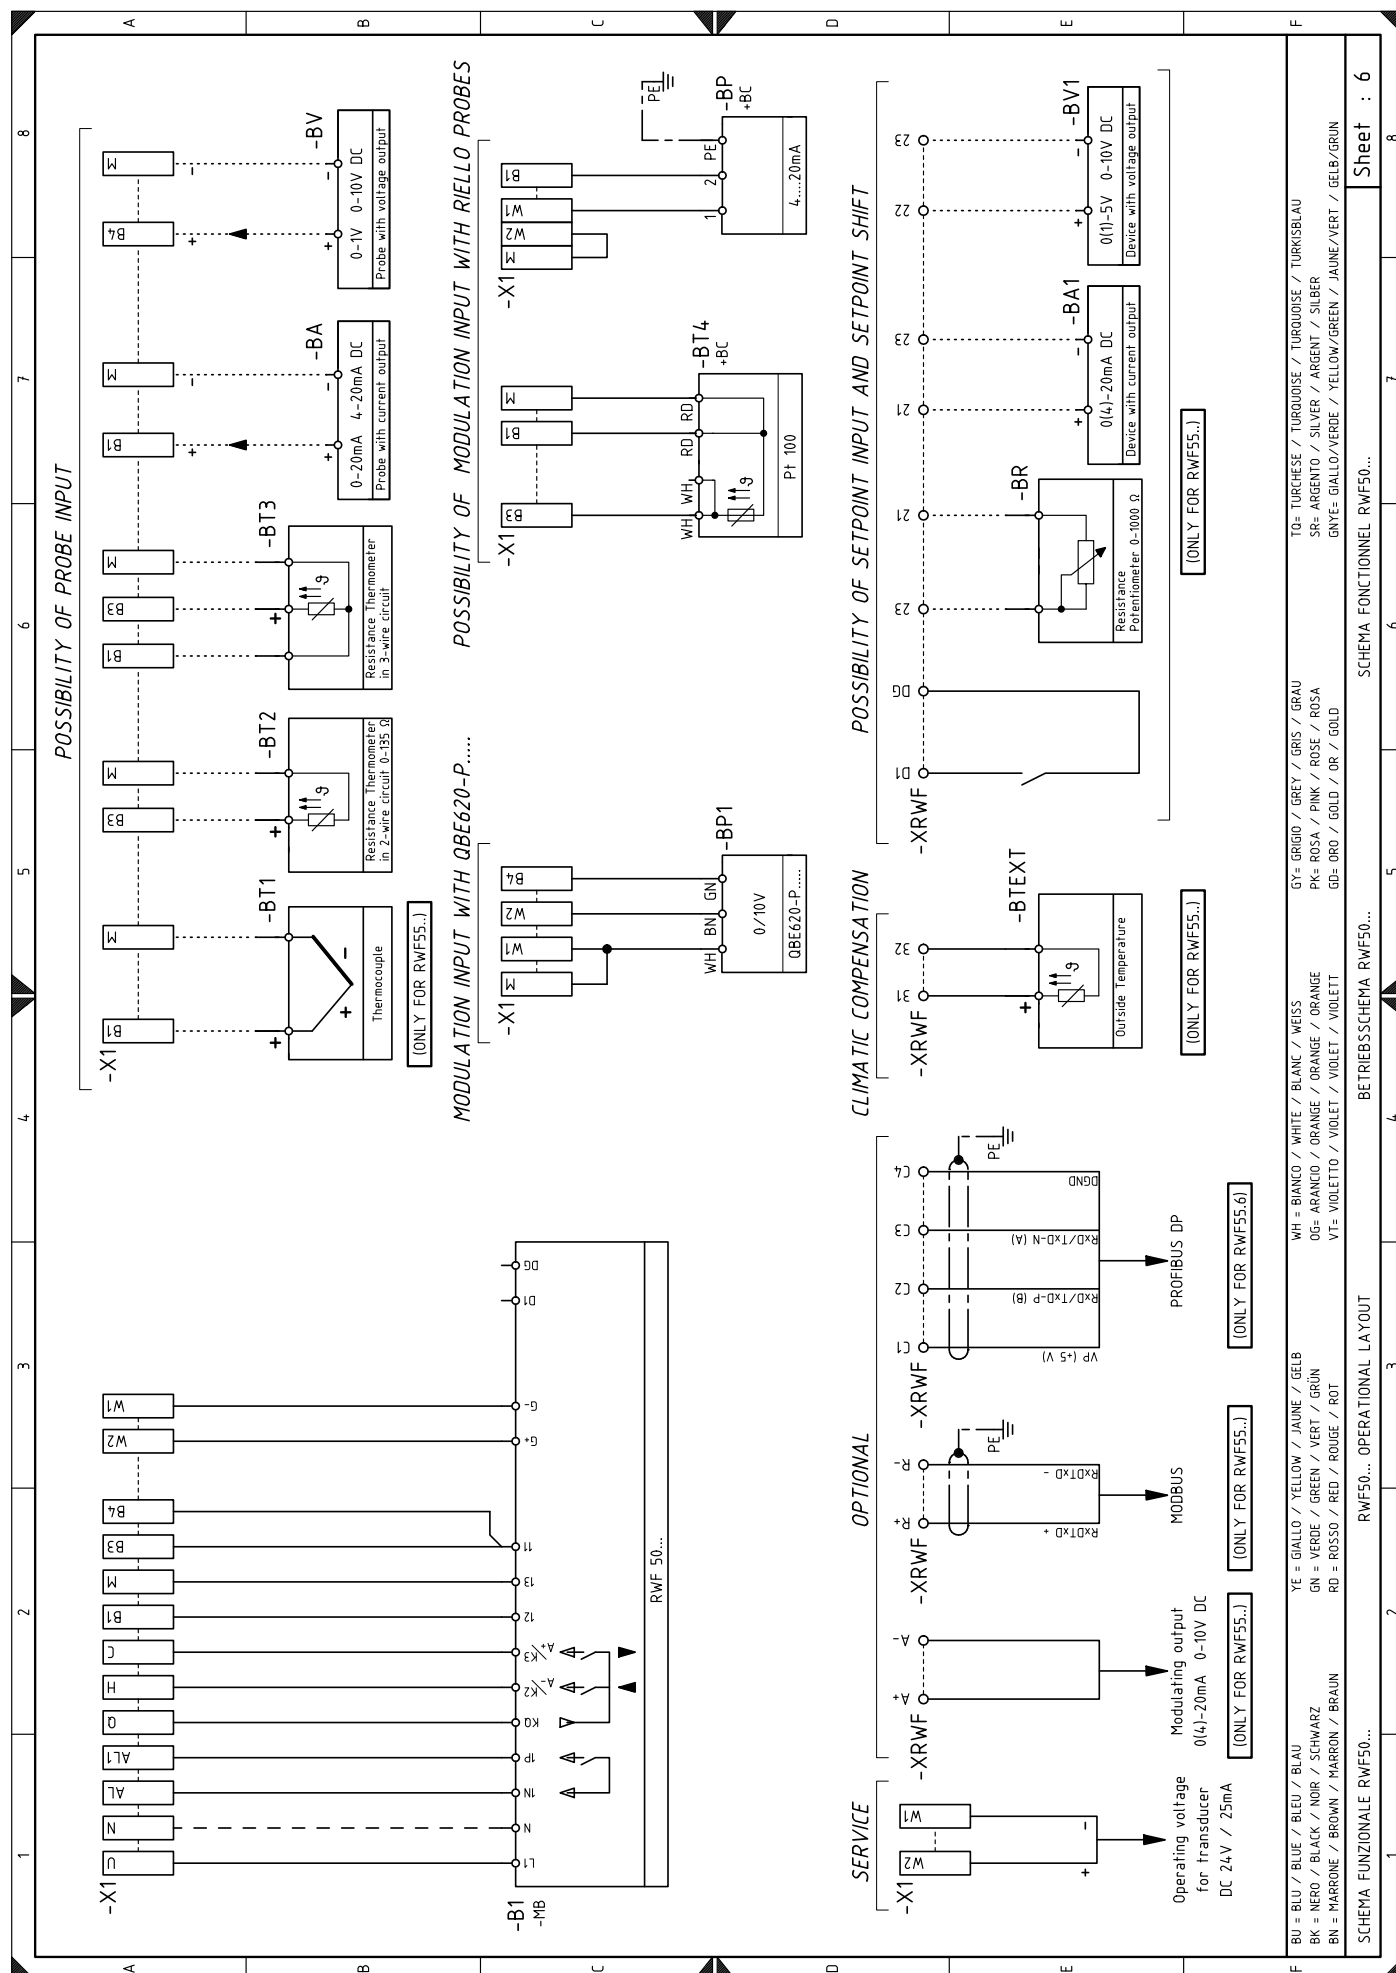 1 2 3 4 5 6 7 8
A
B
C
D
E
F
-X1
U N AL AL1 Q H C B1 M B3 B4 W2 W1
L1 N 1N 1P KQ K2/A- K3/A+ 12 13 11 G+ G- D1 DG
-B1
-MB
RWF 50...
POSSIBILITY OF PROBE INPUT
-X1
B1 M B3 M B1 B3 M B1 M B4 M
+ - + -
-BT1
+
+ -
Thermocouple
(ONLY FOR RWF55..)
-BT2
+
ϑ
Resistance Thermometer
in 2-wire circuit 0-135 Ω
-BT3
+
ϑ
Resistance Thermometer
in 3-wire circuit
-BA
+ -
0-20mA 4-20mA DC
Probe with current output
-BV
+ -
0-1V 0-10V DC
Probe with voltage output
MODULATION INPUT WITH QBE620-P.....
-X1
M W1 W2 B4
WH BN GN
-BP1
0/10V
QBE620-P.....
POSSIBILITY OF MODULATION INPUT WITH RIELLO PROBES
-X1
B3 B1 M
WH WH RD RD
-BT4
+BC
ϑ
Pt 100
-X1
M W2 W1 B1
1 2 PE
PE
-BP
+BC
4....20mA
SERVICE
-X1
W2 W1
+ -
Operating voltage
for transducer
DC 24V / 25mA
OPTIONAL
-XRWF
A+ A-
Modulating output
0(4)-20mA 0-10V DC
(ONLY FOR RWF55..)
-XRWF
R+ R-
PE
RxDTxD +
RxDTxD -
MODBUS
(ONLY FOR RWF55..)
-XRWF
C1 C2 C3 C4
PE
VP (+5 V)
RxD/TxD-P (B)
RxD/TxD-N (A)
DGND
PROFIBUS DP
(ONLY FOR RWF55.6)
CLIMATIC COMPENSATION
-XRWF
31 32
-BTEXT
+
ϑ
Outside Temperature
(ONLY FOR RWF55..)
POSSIBILITY OF SETPOINT INPUT AND SETPOINT SHIFT
-XRWF
D1 DG 23 21 21 23 22 23
-BR
Resistance
Potentiometer 0-1000 Ω
-BA1
+ -
0(4)-20mA DC
Device with current output
-BV1
+ -
0(1)-5V 0-10V DC
Device with voltage output
(ONLY FOR RWF55..)
BU = BLU / BLUE / BLEU / BLAU
BK = NERO / BLACK / NOIR / SCHWARZ
BN = MARRONE / BROWN / MARRON / BRAUN
YE = GIALLO / YELLOW / JAUNE / GELB
GN = VERDE / GREEN / VERT / GRÜN
RD = ROSSO / RED / ROUGE / ROT
WH = BIANCO / WHITE / BLANC / WEISS
OG= ARANCIO / ORANGE / ORANGE / ORANGE
VT= VIOLETTO / VIOLET / VIOLET / VIOLETT
GY= GRIGIO / GREY / GRIS / GRAU
PK= ROSA / PINK / ROSE / ROSA
GD= ORO / GOLD / OR / GOLD
TQ= TURCHESE / TURQUOISE / TURQUOISE / TURKISBLAU
SR= ARGENTO / SILVER / ARGENT / SILBER
GNYE= GIALLO/VERDE / YELLOW/GREEN / JAUNE/VERT / GELB/GRUN
SCHEMA FUNZIONALE RWF50...
RWF50... OPERATIONAL LAYOUT
BETRIEBSSCHEMA RWF50...
SCHEMA FONCTIONNEL RWF50...
Sheet : 6
1 2 3 4 5 6 7 8
A
B
C
D
E
F